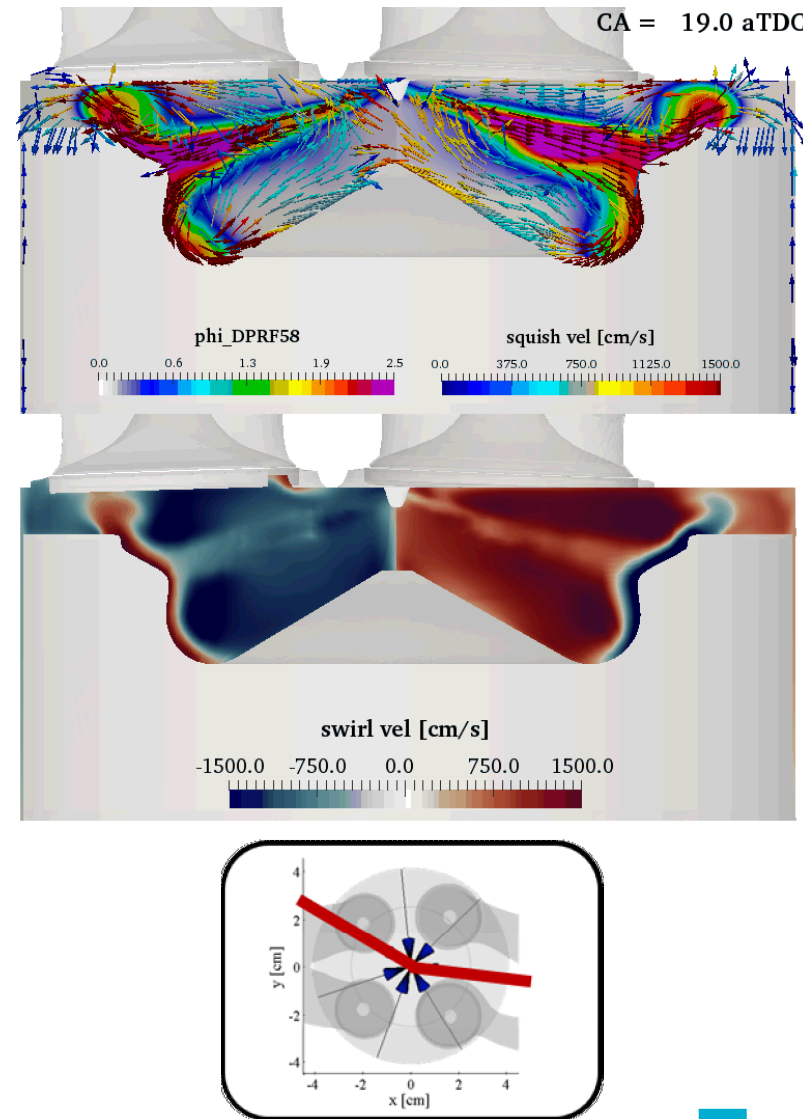 CA = 19.0 aTDC
phi_DPRF58
squish vel [cm/s]
0.0 0.6 1.3 1.9 2.5
0.0 375.0 750.0 1125.0 1500.0
swirl vel [cm/s]
-1500.0 -750.0 0.0 750.0 1500.0
4
2
0
-2
-4
y [cm]
-4 -2 0 2 4
x [cm]